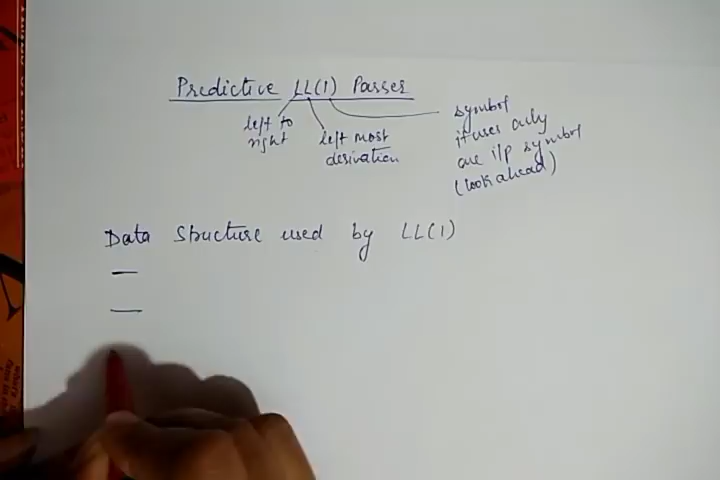 Predictive LL(1) Parser
left to
right
left most
derivation
symbol
it uses only
one i/p symbol
(look ahead)
Data Structure used by LL(1)